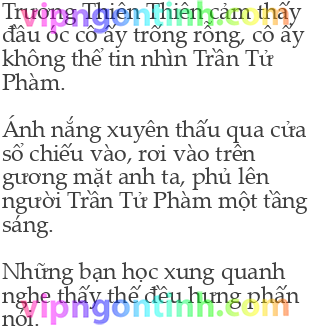 Trương Thiên Thiên cảm thấy
đầu óc cô ấy trống rỗng, cô ấy
không thể tin nhìn Trần Tử
Phàm.
Ánh nắng xuyên thấu qua cửa
sổ chiếu vào, rơi vào trên
gương mặt anh ta, phủ lên
người Trần Tử Phàm một tầng
sáng.
Những bạn học xung quanh
nghe thấy thế đều hưng phấn
nói.
vipngontinh.com
vipngontinh.com